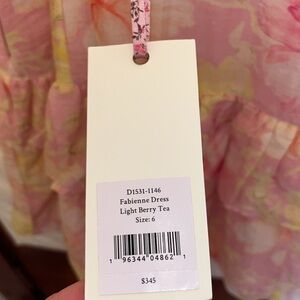 D1531-1146
Fabienne Dress
Light Berry Tea
Size: 6
1 96344 04862 1
$345